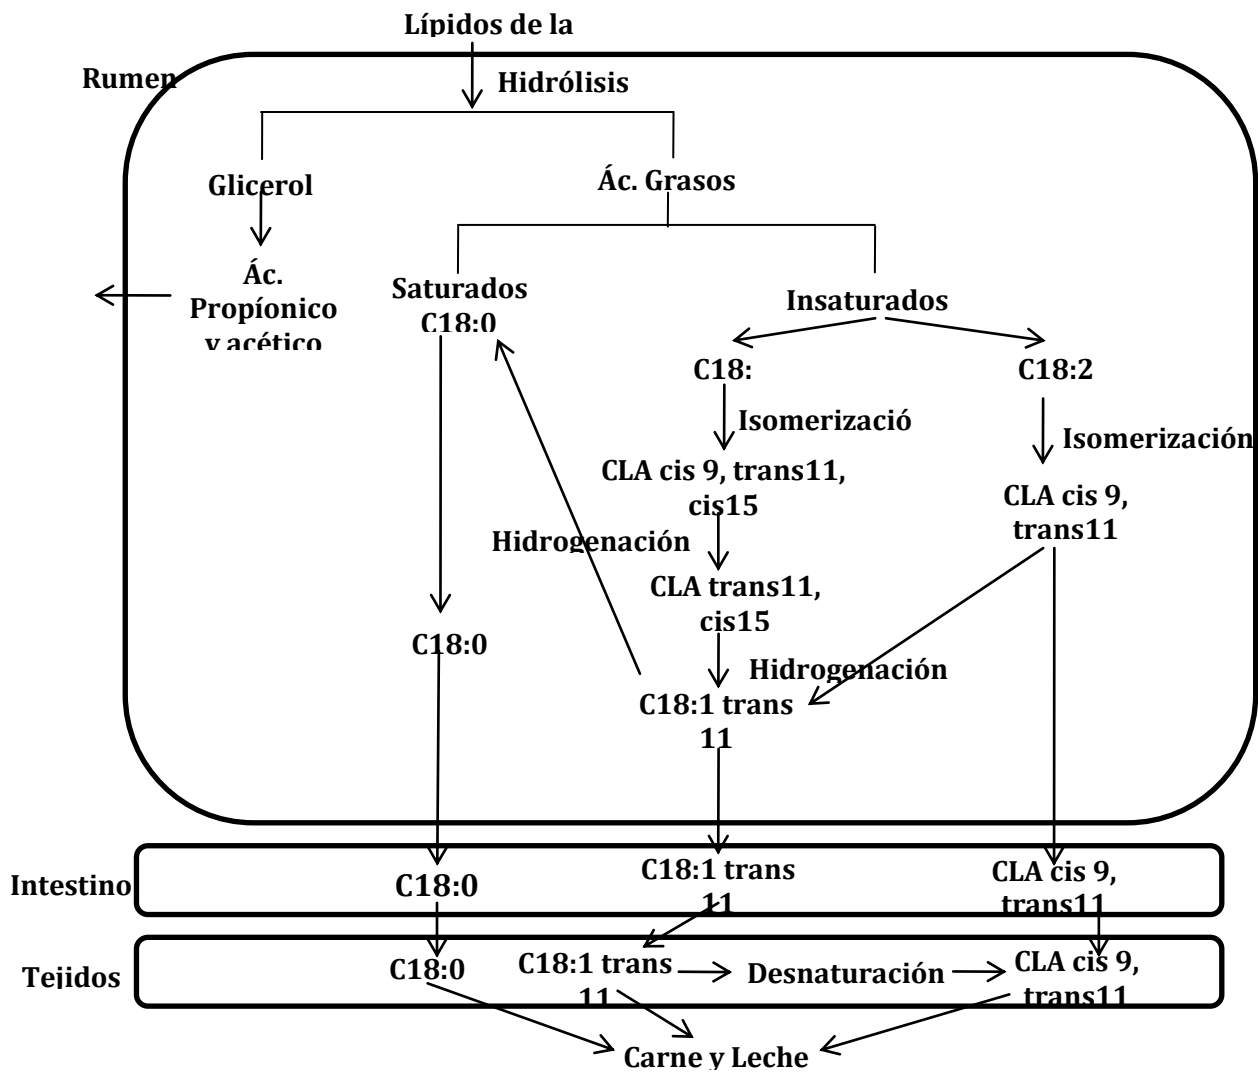 Lípidos de la
Rumen
Hidrólisis
Glicerol
Ác. Grasos
Ác.
Propíonico
y acético
Saturados
C18:0
Insaturados
C18:
C18:2
Isomerizació
Isomerización
CLA cis 9, trans11,
cis15
CLA cis 9,
trans11
Hidrogenación
CLA trans11,
cis15
C18:0
Hidrogenación
C18:1 trans
11
Intestino
C18:0
C18:1 trans
11
CLA cis 9,
trans11
Tejidos
C18:0
C18:1 trans
11
Desnaturación
CLA cis 9,
trans11
Carne y Leche